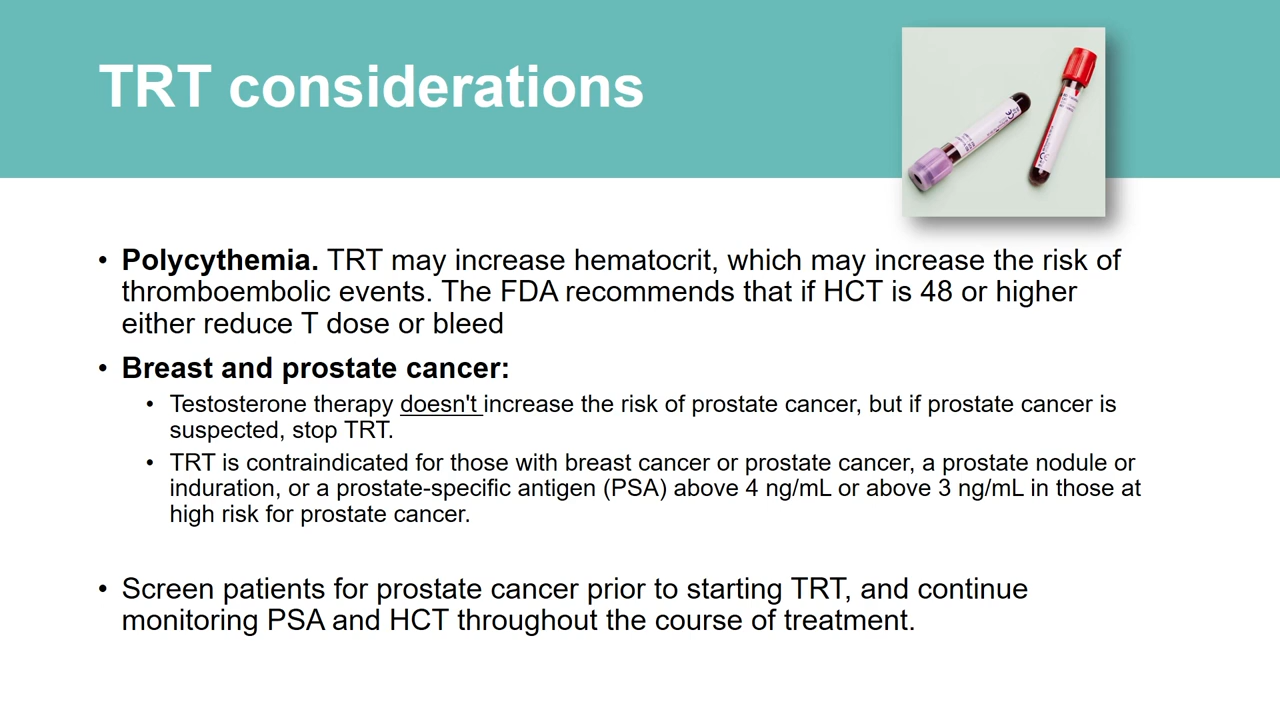 TRT considerations
• Polycythemia. TRT may increase hematocrit, which may increase the risk of
thromboembolic events. The FDA recommends that if HCT is 48 or higher
either reduce T dose or bleed
• Breast and prostate cancer:
• Testosterone therapy doesn't increase the risk of prostate cancer, but if prostate cancer is
suspected, stop TRT.
• TRT is contraindicated for those with breast cancer or prostate cancer, a prostate nodule or
induration, or a prostate-specific antigen (PSA) above 4 ng/mL or above 3 ng/mL in those at
high risk for prostate cancer.
• Screen patients for prostate cancer prior to starting TRT, and continue
monitoring PSA and HCT throughout the course of treatment.